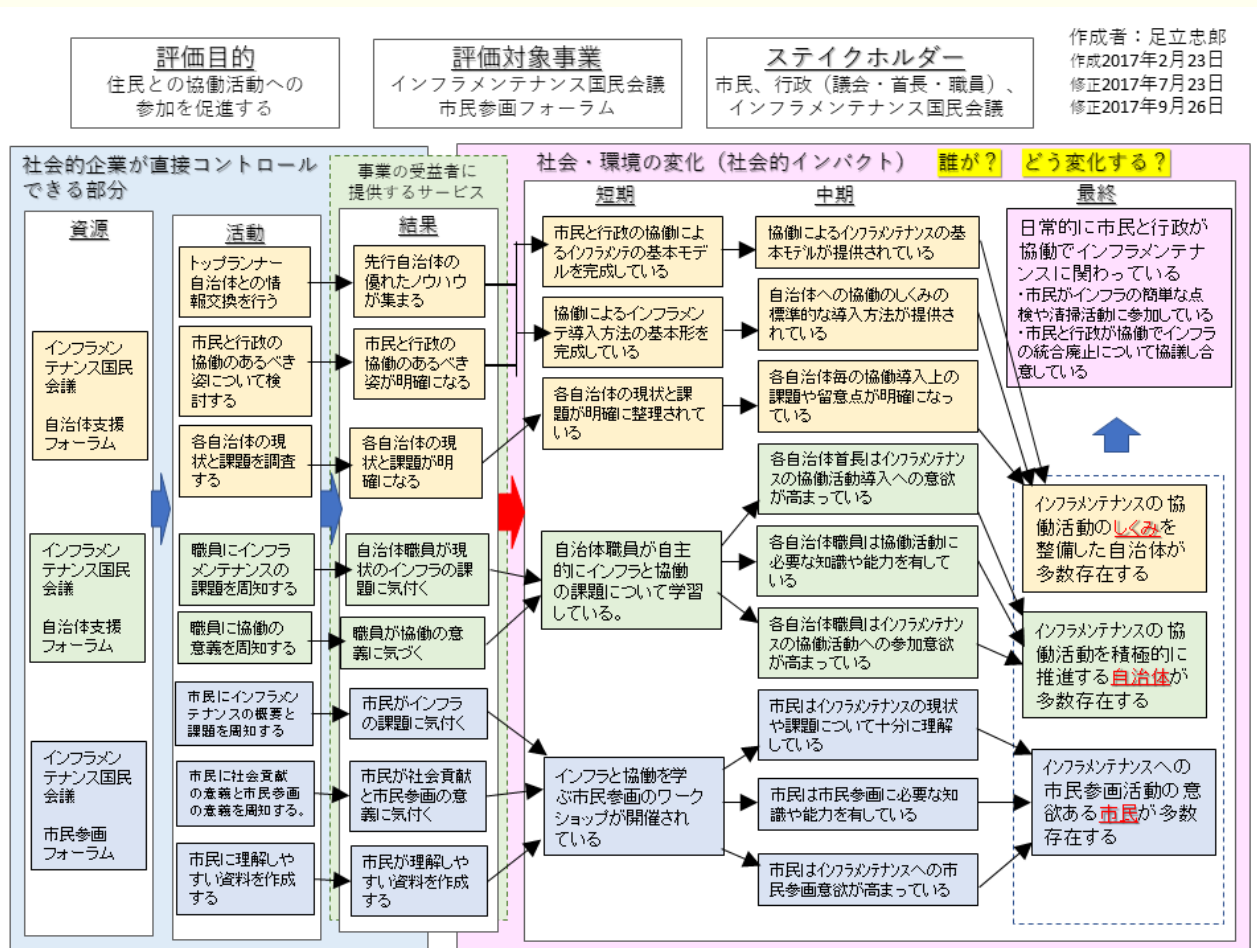 評価目的
住民との協働活動への
参加を促進する
評価対象事業
インフラメンテナンス国民会議
市民参画フォーラム
ステイクホルダー
市民、行政（議会・首長・職員）、
インフラメンテナンス国民会議
作成者：足立忠郎
作成2017年2月23日
修正2017年7月23日
修正2017年9月26日
社会的企業が直接コントロール
できる部分
事業の受益者に
提供するサービス
社会・環境の変化（社会的インパクト）
誰が？
どう変化する？
資源
活動
結果
短期
中期
最終
インフラメン
テナンス国民
会議
自治体支援
フォーラム
インフラメン
テナンス国民
会議
自治体支援
フォーラム
インフラメン
テナンス国民
会議
市民参画
フォーラム
トップランナー
自治体との情
報交換を行う
市民と行政の
協働のあるべき
姿について検
討する
各自治体の現
状と課題を調査
する
職員にインフラ
メンテナンスの
課題を周知する
職員に協働の
意義を周知する
市民にインフラメン
テナンスの概要と
課題を周知する
市民に社会貢献
の意義と市民参画
の意義を周知する。
市民に理解しや
すい資料を作成
する
先行自治体の
優れたノウハウ
が集まる
市民と行政の
協働のあるべき
姿が明確になる
各自治体の現
状と課題が明
確になる
自治体職員が現
状のインフラの課
題に気付く
職員が協働の意
義に気づく
市民がインフラ
の課題に気付く
市民が社会貢献
と市民参画の意
義に気付く
市民が理解しや
すい資料を作成
する
市民と行政の協働によ
るインフラメンテの基本モデ
ルを完成している
協働によるインフラメン
テ導入方法の基本形を
完成している
各自治体の現状と課
題が明確に整理されて
いる
自治体職員が自主
的にインフラと協働
の課題について学習
している。
インフラと協働を学
ぶ市民参画のワーク
ショップが開催され
ている
協働によるインフラメンテナンスの基
本モデルが提供されている
自治体への協働のしくみの
標準的な導入方法が提供さ
れている
各自治体毎の協働導入上の
課題や留意点が明確になっ
ている
各自治体首長はインフラメンテナン
スの協働活動導入への意欲
が高まっている
各自治体職員は協働活動に
必要な知識や能力を有して
いる
各自治体職員はインフラメンテナン
スの協働活動への参加意欲
が高まっている
市民はインフラメンテナンスの現状
や課題について十分に理解
している
市民は市民参画に必要な知
識や能力を有している
市民はインフラメンテナンスへの市
民参画意欲が高まっている
日常的に市民と行政が
協働でインフラメンテナ
ンスに関わっている
・市民がインフラの簡単な点
検や清掃活動に参加している
・市民と行政が協働でインフラ
の統合廃止について協議し合
意している
インフラメンテナンスの協
働活動のしくみを
整備した自治体が
多数存在する
インフラメンテナンスの協
働活動を積極的に
推進する自治体が
多数存在する
インフラメンテナンスへの
市民参画活動の意
欲ある市民が多数
存在する